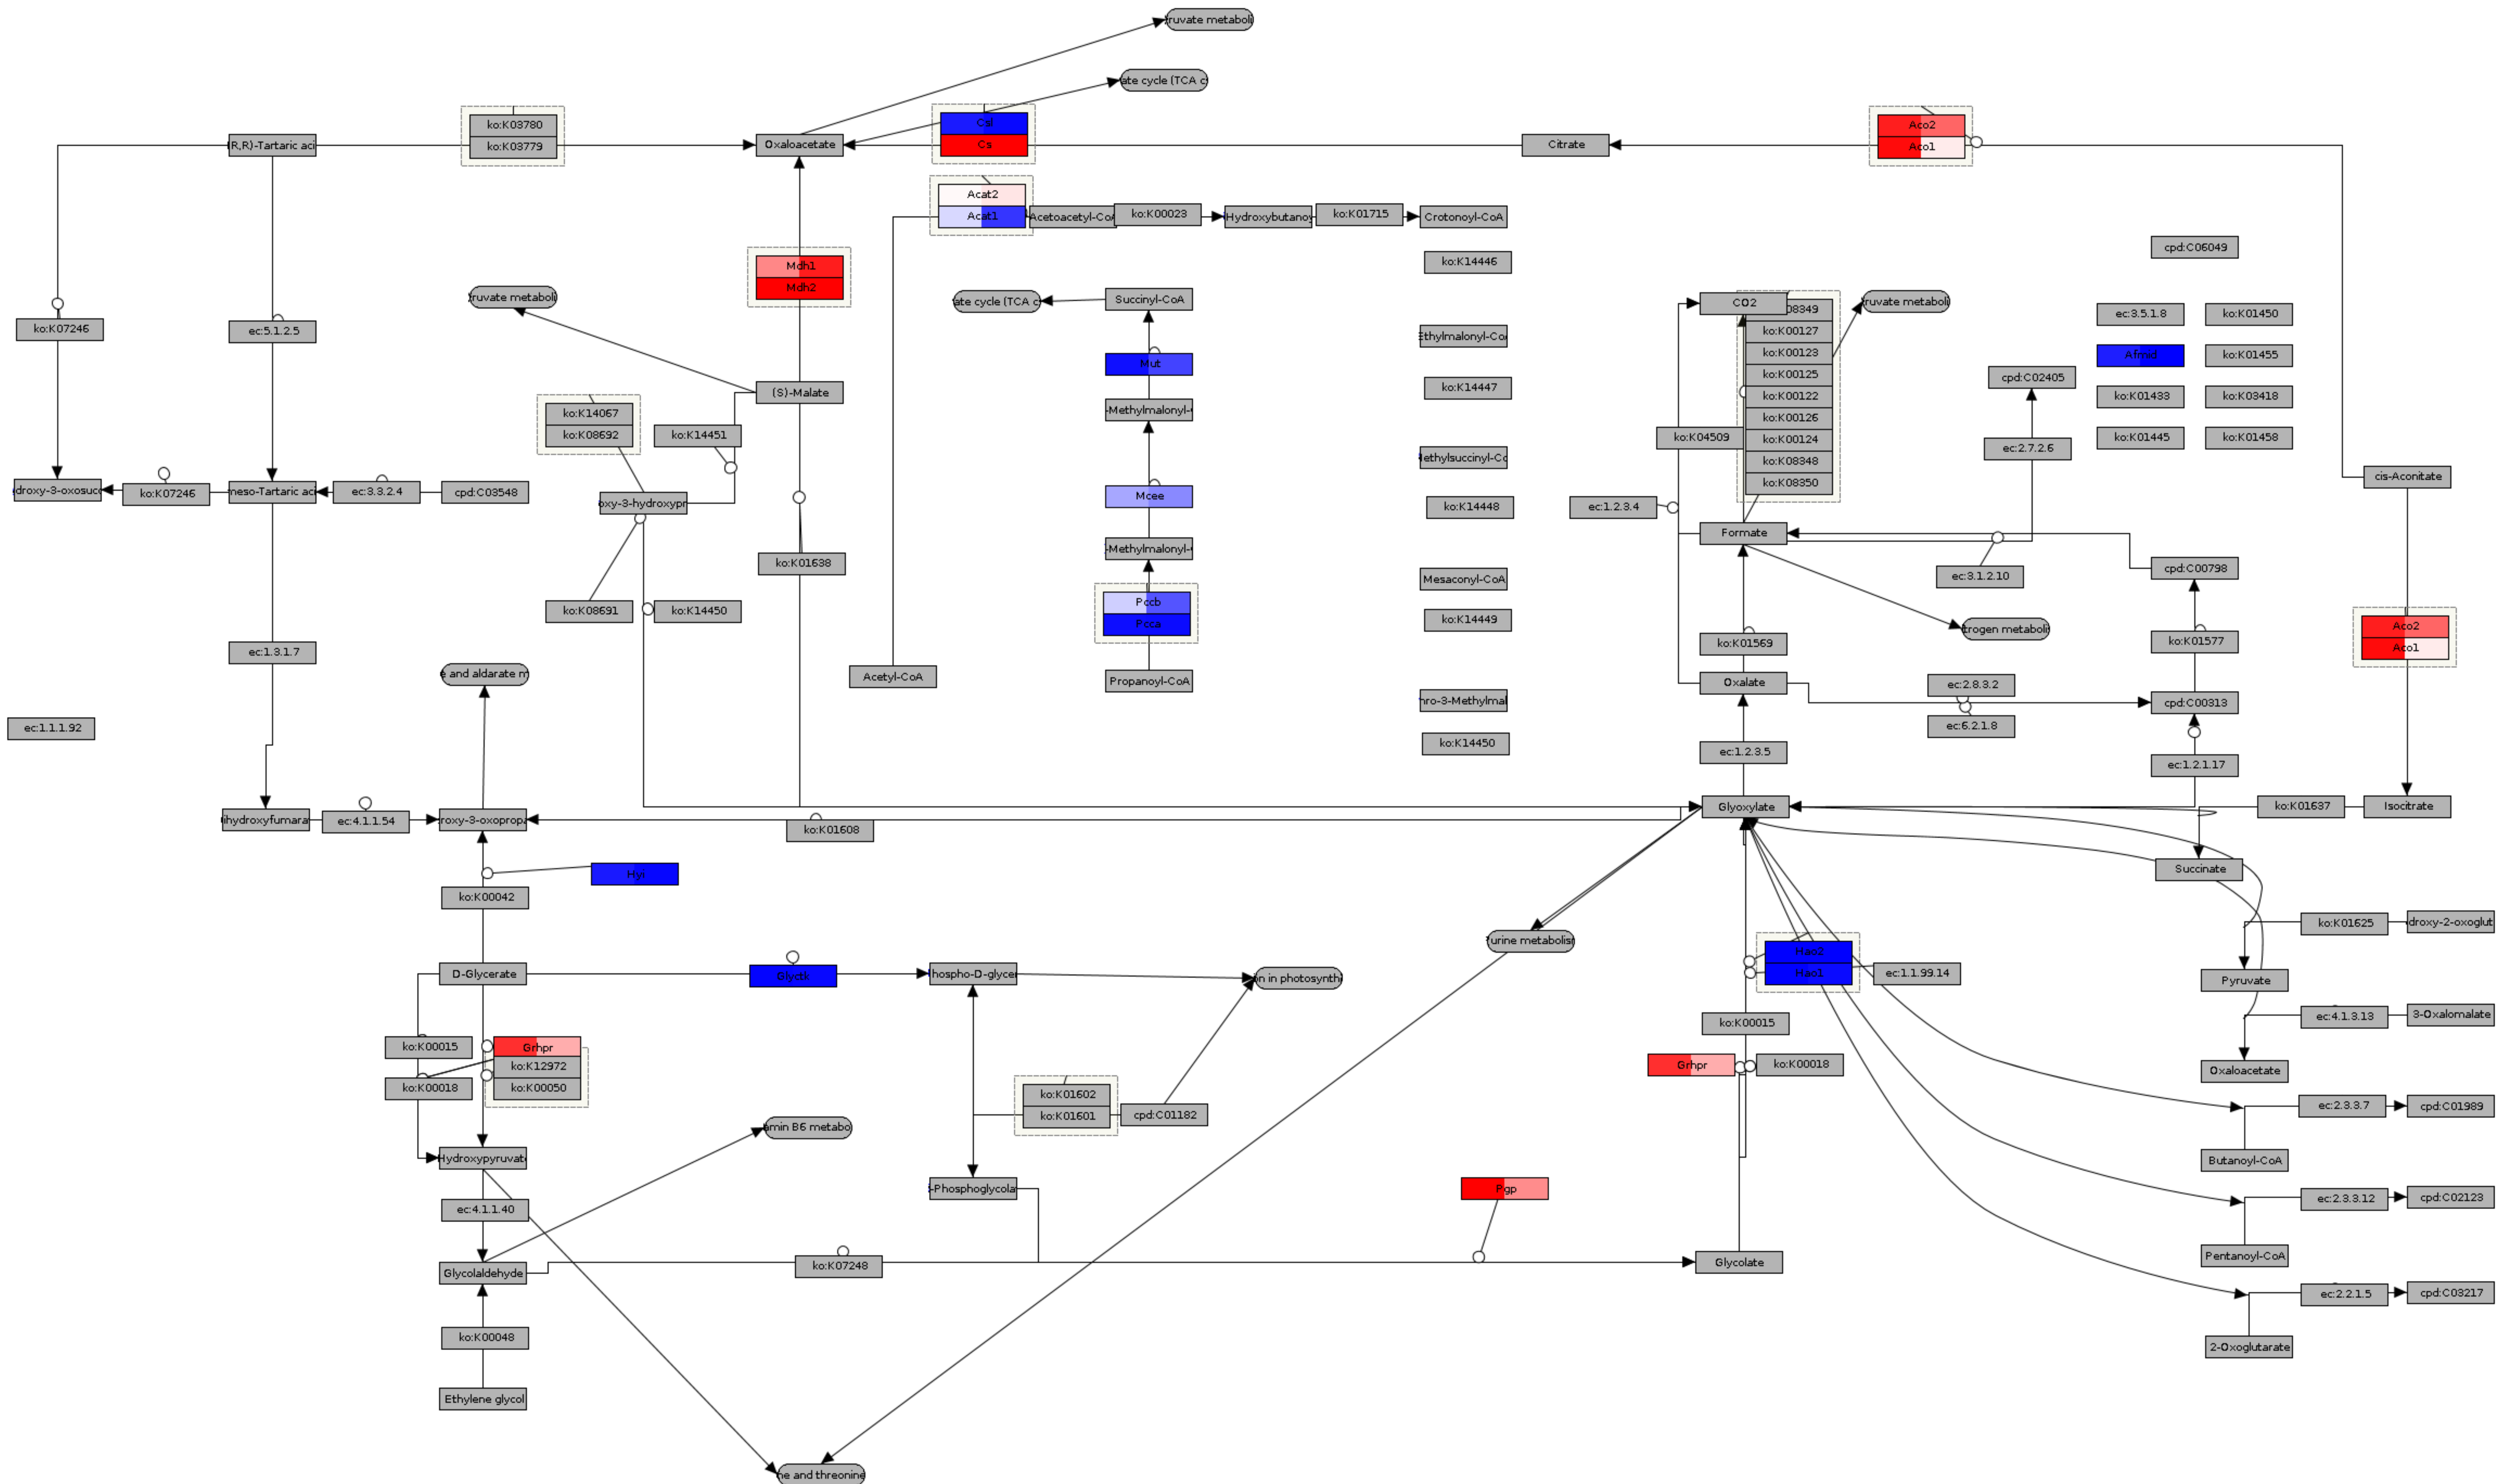 ruvate metaboli
ate cycle (TCA c
ko:K03780
ko:K03779
R,R)-Tartaric aci
Oxaloacetate
Csl
Cs
Citrate
Aco2
Aco1
Acat2
Acat1
Acetoacetyl-CoA
ko:K00023
Hydroxybutanoy
ko:K01715
Crotonoyl-CoA
cpd:C06049
ko:K14446
Mdh1
Mdh2
ruvate metaboli
ate cycle (TCA c
Succinyl-CoA
CO2
08349
ko:K00127
ko:K00123
ko:K00125
ko:K00122
ko:K00126
ko:K00124
ko:K08348
ko:K08350
ruvate metaboli
ec:3.5.1.8
ko:K01450
ko:K07246
ec:5.1.2.5
Ethylmalonyl-Co
Afmid
ko:K01455
Mut
cpd:C02405
(S)-Malate
ko:K14447
ko:K01433
ko:K03418
ko:K14067
ko:K08692
ko:K14451
-Methylmalonyl-
ko:K04509
ko:K01445
ko:K01458
ec:2.7.2.6
ethylsuccinyl-Co
cis-Aconitate
droxy-3-oxosuc
ko:K07246
meso-Tartaric aci
ec:3.3.2.4
cpd:C03548
oxy-3-hydroxypr
Mcee
ko:K14448
ec:1.2.3.4
Formate
-Methylmalonyl-
ko:K01638
cpd:C00798
Mesaconyl-CoA
ec:3.1.2.10
ko:K08691
ko:K14450
Pccb
Pcca
ko:K14449
trogen metaboli
ko:K01577
Aco2
Aco1
ec:1.3.1.7
ko:K01569
e and aldarate m
Acetyl-CoA
Propanoyl-CoA
Oxalate
ec:2.8.3.2
hro-3-Methylmal
cpd:C00313
ec:1.1.1.92
ec:6.2.1.8
ko:K14450
ec:1.2.3.5
ec:1.2.1.17
Glyoxylate
ko:K01637
Isocitrate
ihydroxyfumara
ec:4.1.1.54
roxy-3-oxopropa
ko:K01608
Hyi
Succinate
ko:K00042
ko:K01625
droxy-2-oxoglut
urine metabolis
Hao2
Hao1
D-Glycerate
Glyctk
hospho-D-glycer
on in photosynthe
ec:1.1.99.14
Pyruvate
ec:4.1.3.13
3-Oxalomalate
ko:K00015
ko:K00015
Grhpr
ko:K12972
ko:K00050
Grhpr
ko:K00018
Oxaloacetate
ko:K00018
ko:K01602
ko:K01601
cpd:C01182
ec:2.3.3.7
cpd:C01989
amin B6 metabo
Hydroxypyruvate
Butanoyl-CoA
-Phosphoglycola
Pgp
ec:2.3.3.12
cpd:C02123
ec:4.1.1.40
Pentanoyl-CoA
Glycolaldehyde
ko:K07248
Glycolate
ec:2.2.1.5
cpd:C03217
ko:K00048
2-Oxoglutarate
Ethylene glycol
ne and threonine